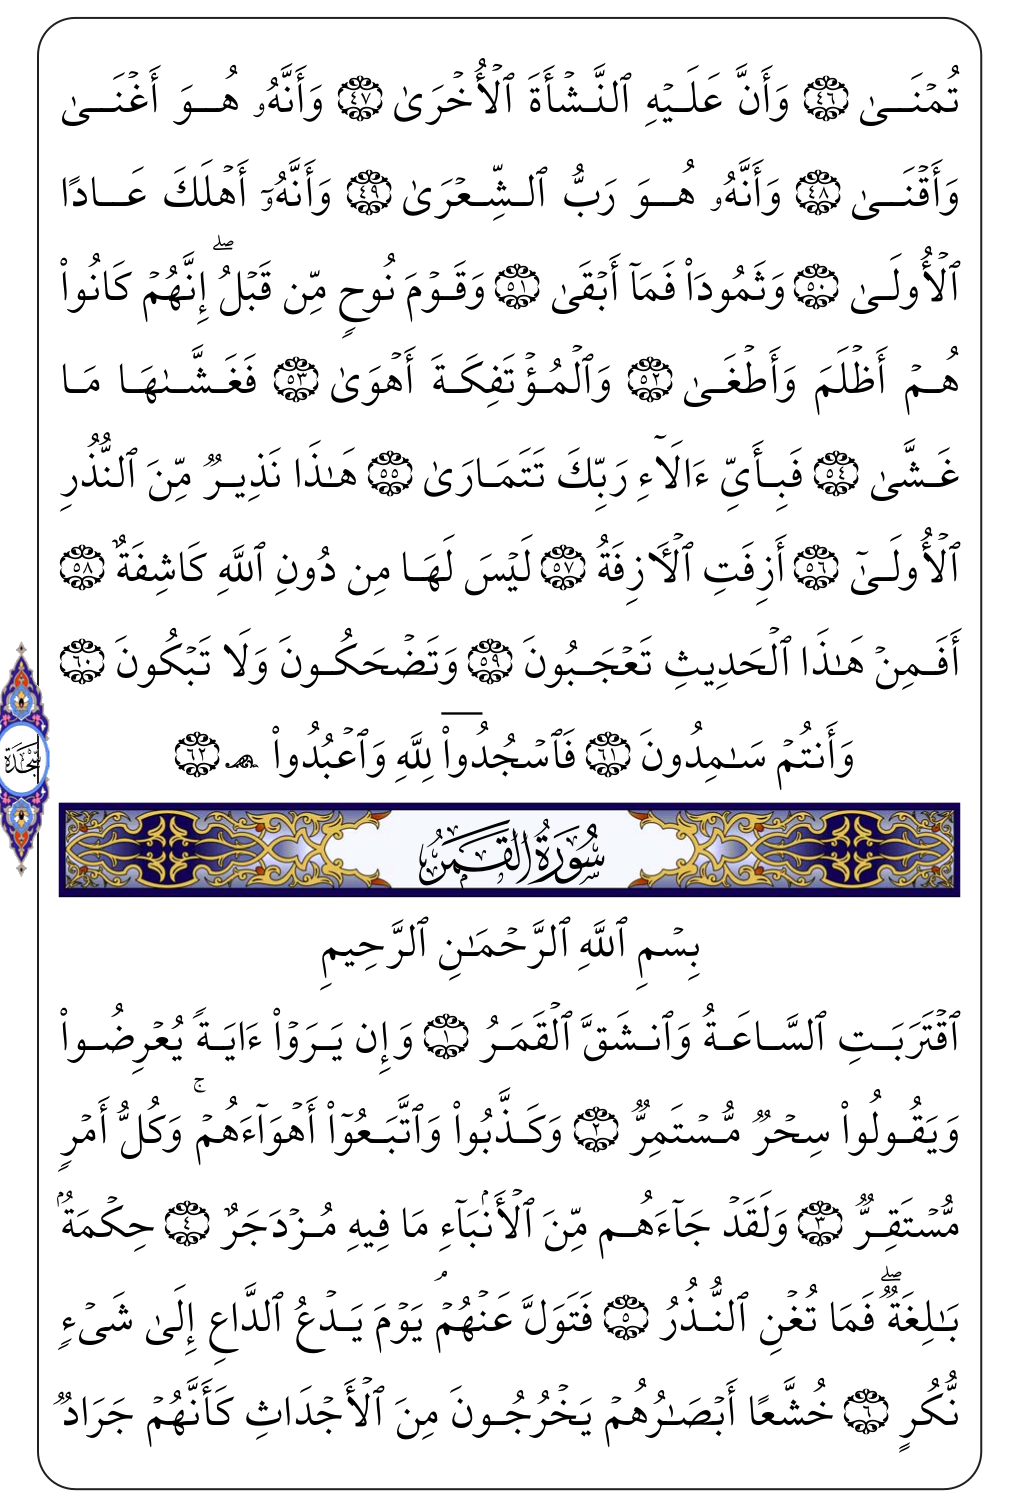 تُمۡنَىٰ ٤٦ وَأَنَّ عَلَيۡهِ ٱلنَّشۡأَةَ ٱلۡأُخۡرَىٰ ٤٧ وَأَنَّهُۥ هُوَ أَغۡنَىٰ
وَأَقۡنَىٰ ٤٨ وَأَنَّهُۥ هُوَ رَبُّ ٱلشِّعۡرَىٰ ٤٩ وَأَنَّهُۥٓ أَهۡلَكَ عَادًا
ٱلۡأُولَىٰ ٥٠ وَثَمُودَاْ فَمَآ أَبۡقَىٰ ٥١ وَقَوۡمَ نُوحٖ مِّن قَبۡلُۖ إِنَّهُمۡ كَانُواْ
هُمۡ أَظۡلَمَ وَأَطۡغَىٰ ٥٢ وَٱلۡمُؤۡتَفِكَةَ أَهۡوَىٰ ٥٣ فَغَشَّىٰهَا مَا
غَشَّىٰ ٥٤ فَبِأَيِّ ءَالَآءِ رَبِّكَ تَتَمَارَىٰ ٥٥ هَٰذَا نَذِيرٞ مِّنَ ٱلنُّذُرِ
ٱلۡأُولَىٰٓ ٥٦ أَزِفَتِ ٱلۡأٓزِفَةُ ٥٧ لَيۡسَ لَهَا مِن دُونِ ٱللَّهِ كَاشِفَةٌ ٥٨
أَفَمِنۡ هَٰذَا ٱلۡحَدِيثِ تَعۡجَبُونَ ٥٩ وَتَضۡحَكُونَ وَلَا تَبۡكُونَ ٦٠
وَأَنتُمۡ سَٰمِدُونَ ٦١ فَٱسۡجُدُواْۤ لِلَّهِ وَٱعۡبُدُواْ ۩ ٦٢
سجدة
سُورَةُ القَمَرِ
بِسۡمِ ٱللَّهِ ٱلرَّحۡمَٰنِ ٱلرَّحِيمِ
ٱقۡتَرَبَتِ ٱلسَّاعَةُ وَٱنشَقَّ ٱلۡقَمَرُ ١ وَإِن يَرَوۡاْ ءَايَةٗ يُعۡرِضُواْ
وَيَقُولُواْ سِحۡرٞ مُّسۡتَمِرّٞ ٢ وَكَذَّبُواْ وَٱتَّبَعُوٓاْ أَهۡوَآءَهُمۡۚ وَكُلُّ أَمۡرٖ
مُّسۡتَقِرّٞ ٣ وَلَقَدۡ جَآءَهُم مِّنَ ٱلۡأَنۢبَآءِ مَا فِيهِ مُزۡدَجَرٌ ٤ حِكۡمَةُۢ
بَٰلِغَةٞۖ فَمَا تُغۡنِ ٱلنُّذُرُ ٥ فَتَوَلَّ عَنۡهُمۡۘ يَوۡمَ يَدۡعُ ٱلدَّاعِ إِلَىٰ شَيۡءٖ
نُّكُرٍ ٦ خُشَّعًا أَبۡصَٰرُهُمۡ يَخۡرُجُونَ مِنَ ٱلۡأَجۡدَاثِ كَأَنَّهُمۡ جَرَادٞ